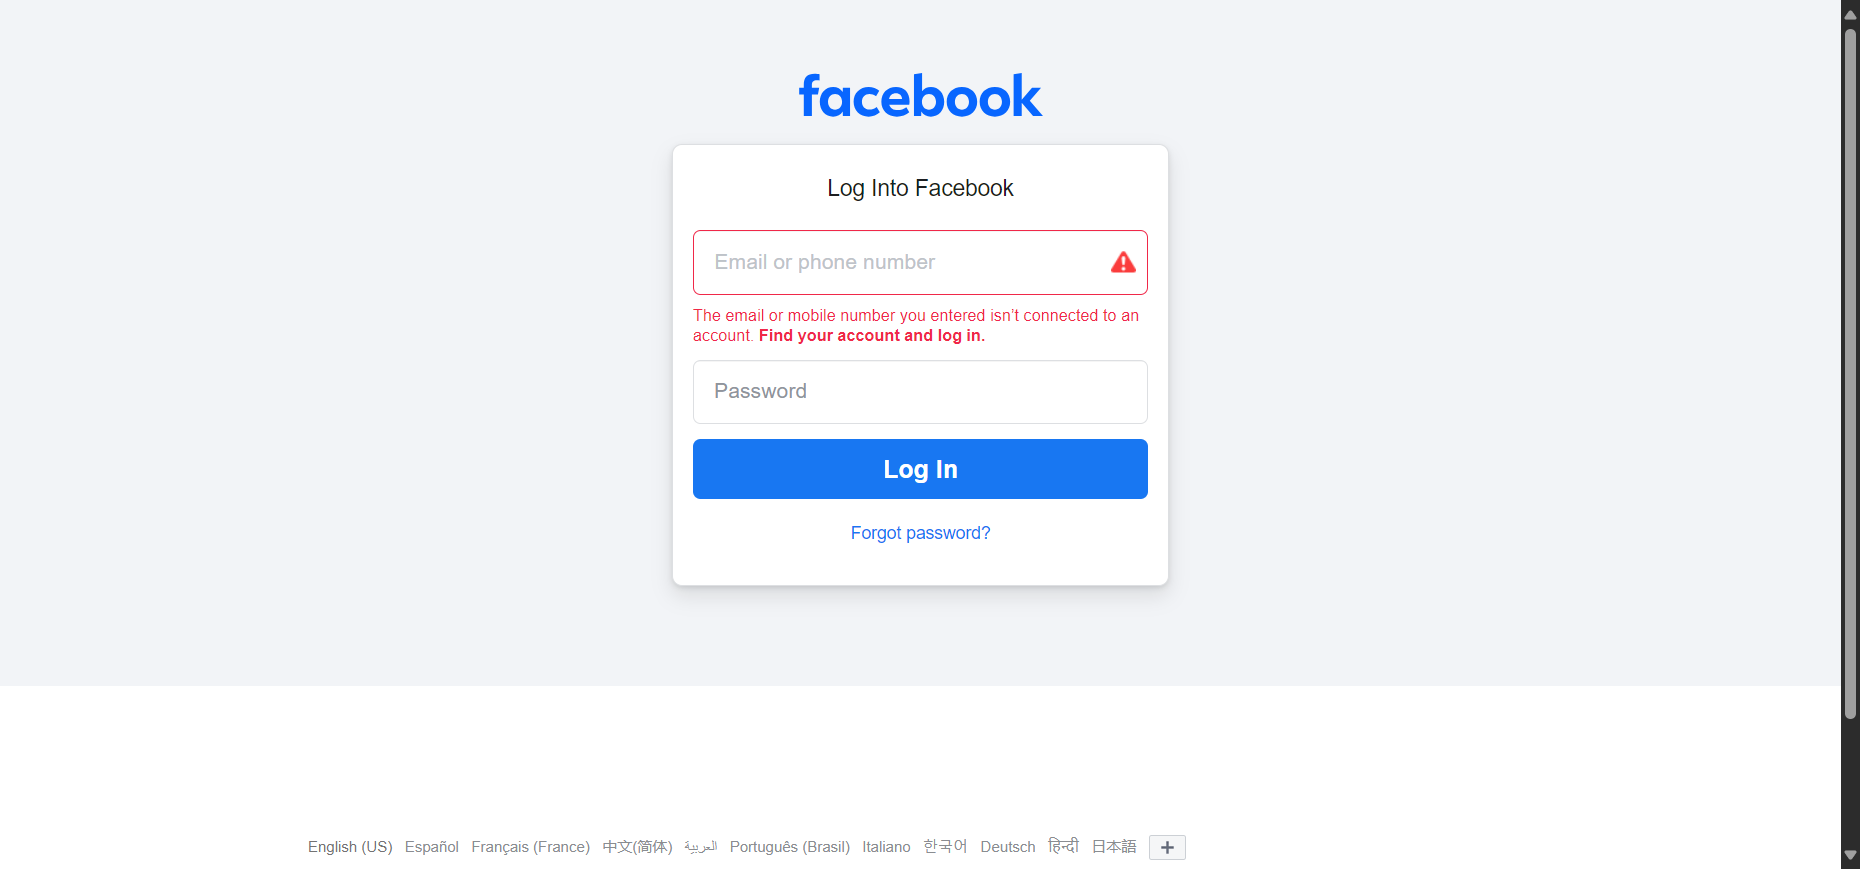 facebook
Log Into Facebook
Email or phone number
The email or mobile number you entered isn’t connected to an
account. Find your account and log in.
Password
Log In
Forgot password?
English (US) Español Français (France) 中文(简体) العربية Português (Brasil) Italiano 한국어 Deutsch हिन्दी 日本語